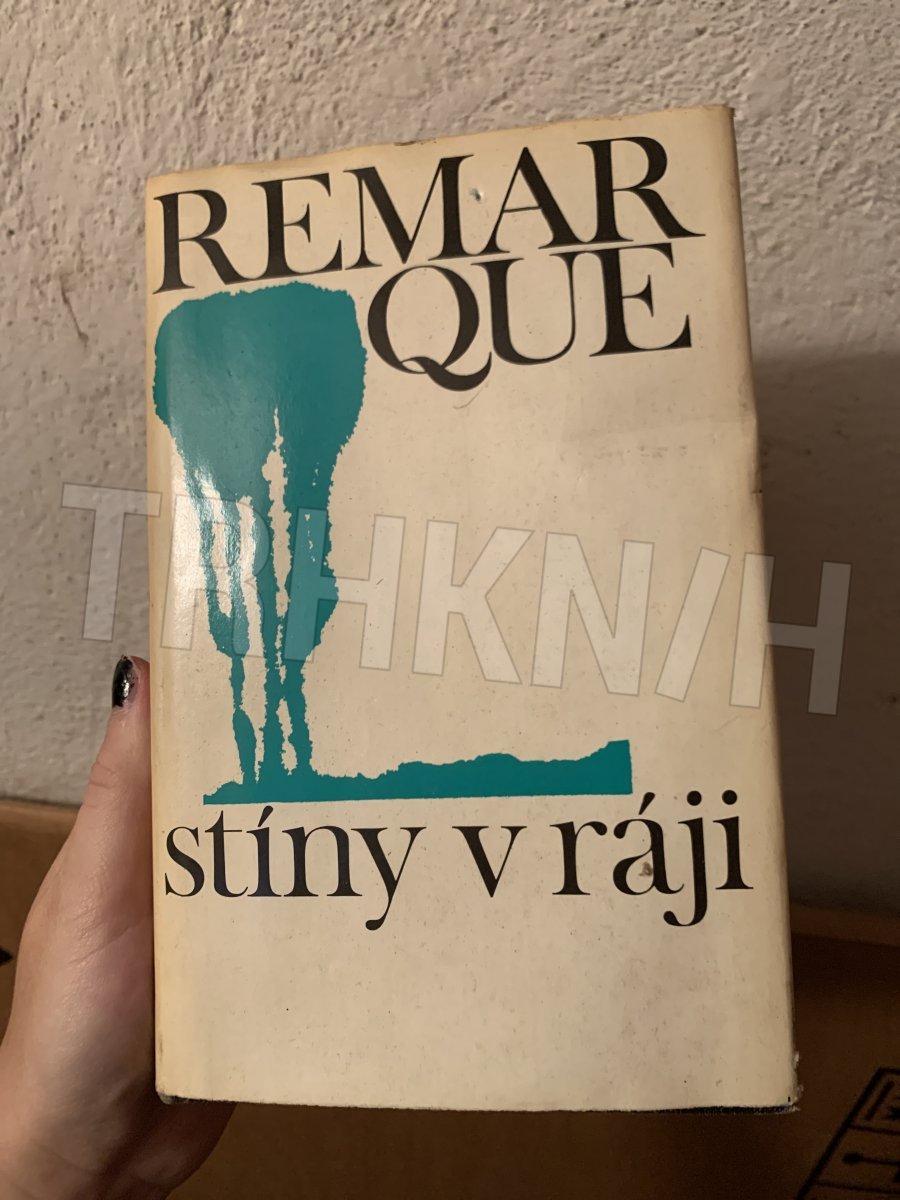 REMAR
QUE
TRHKNIH
stíny v ráji